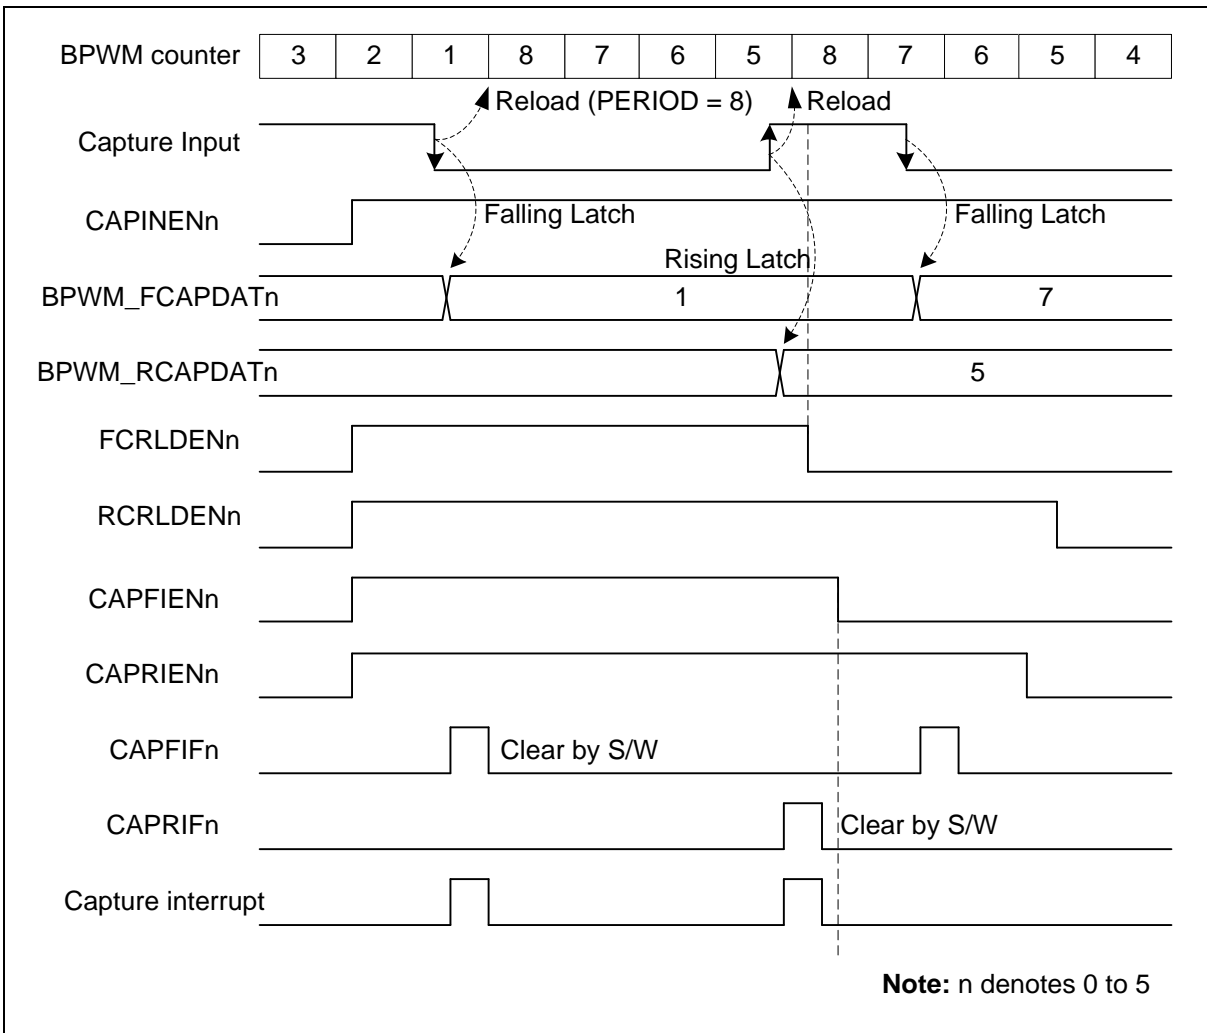 BPWM counter 3 2 1 8 7 6 5 8 7 6 5 4
Reload (PERIOD = 8) Reload
Capture Input
CAPINENn Falling Latch Falling Latch
Rising Latch
BPWM_FCAPDATn 1 7
BPWM_RCAPDATn 5
FCRLDENn
RCRLDENn
CAPFIENn
CAPRIENn
CAPFIFn Clear by S/W
CAPRIFn Clear by S/W
Capture interrupt
Note: n denotes 0 to 5